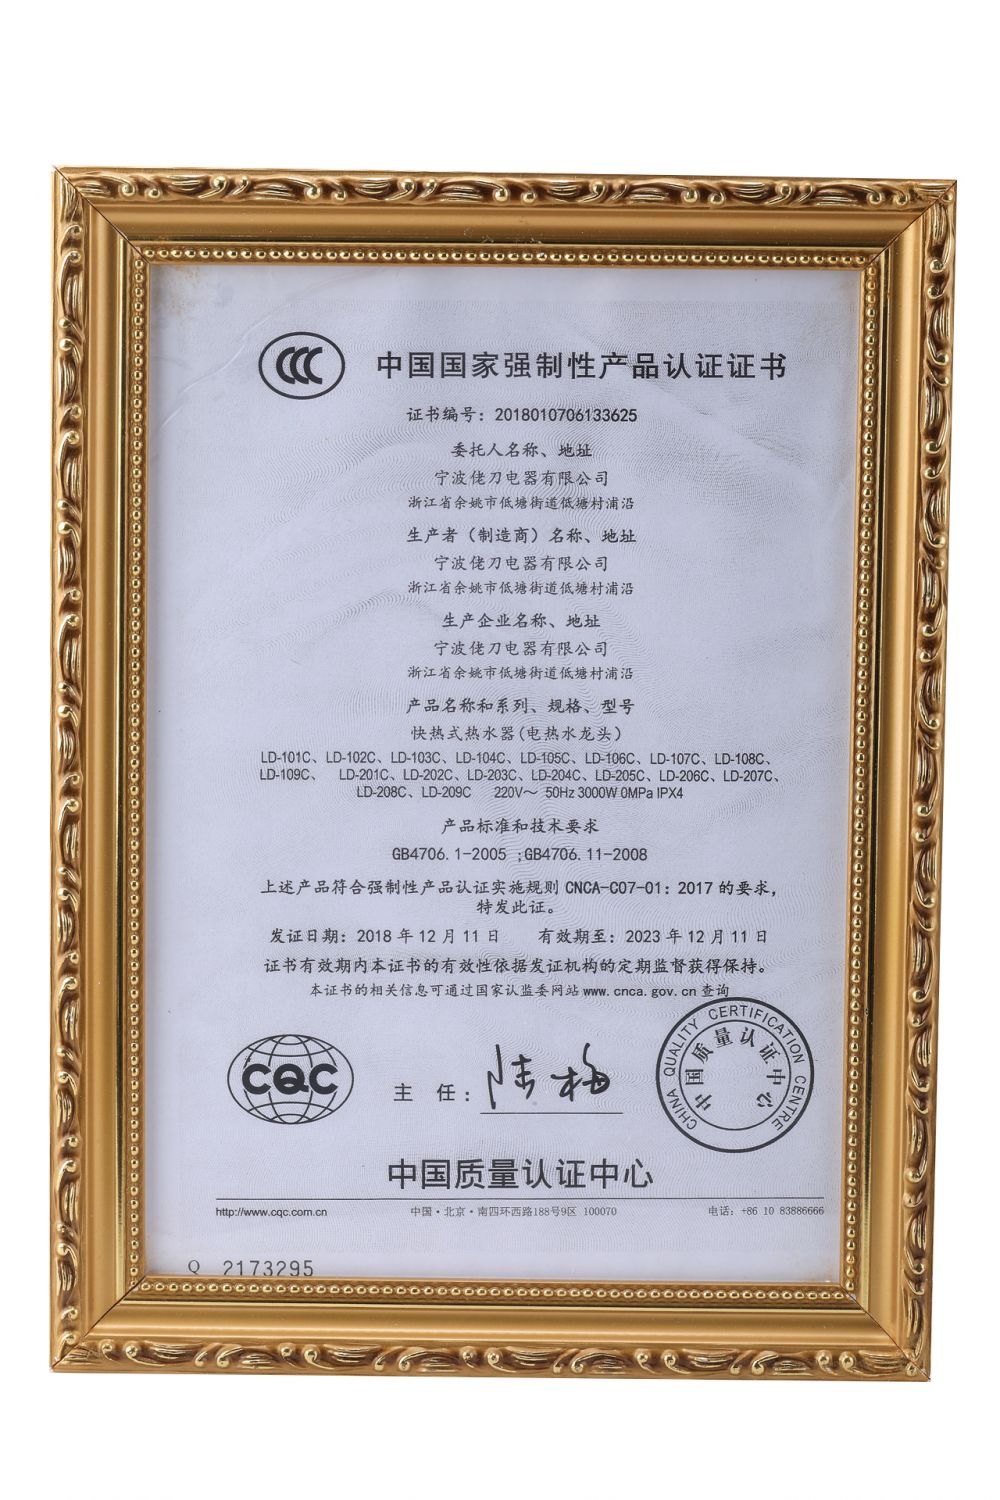 CCC 中国国家强制性产品认证证书
证书编号：2018010706133625
委托人名称、地址
宁波佬刀电器有限公司
浙江省余姚市低塘街道低塘村浦沿
生产者（制造商）名称、地址
宁波佬刀电器有限公司
浙江省余姚市低塘街道低塘村浦沿
生产企业名称、地址
宁波佬刀电器有限公司
浙江省余姚市低塘街道低塘村浦沿
产品名称和系列、规格、型号
快热式热水器(电热水龙头)
LD-101C、LD-102C、LD-103C、LD-104C、LD-105C、LD-106C、LD-107C、LD-108C、
LD-109C、 LD-201C、LD-202C、LD-203C、LD-204C、LD-205C、LD-206C、LD-207C、
LD-208C、LD-209C 220V～ 50Hz 3000W 0MPa IPX4
产品标准和技术要求
GB4706.1-2005 ;GB4706.11-2008
上述产品符合强制性产品认证实施规则 CNCA-C07-01：2017 的要求，
特发此证。
发证日期：2018 年 12 月 11 日 有效期至：2023 年 12 月 11 日
证书有效期内本证书的有效性依据发证机构的定期监督获得保持。
本证书的相关信息可通过国家认监委网站 www.cnca.gov.cn 查询
CQC
主 任：陆梅
CHINA QUALITY CERTIFICATION CENTRE
中国质量认证中心
中国质量认证中心
http://www.cqc.com.cn 中国·北京·南四环西路188号9区 100070 电话：+86 10 83886666
Q 2173295